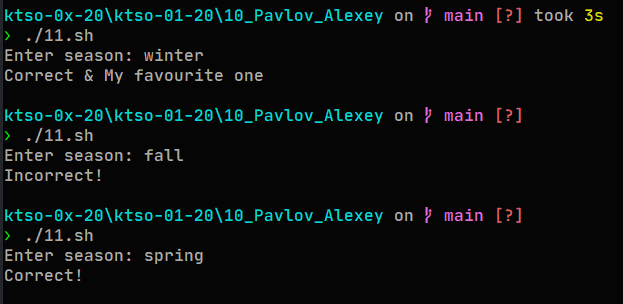 ktso-0x-20\ktso-01-20\10_Pavlov_Alexey on main [?] took 3s
❯ ./11.sh
Enter season: winter
Correct & My favourite one
ktso-0x-20\ktso-01-20\10_Pavlov_Alexey on main [?]
❯ ./11.sh
Enter season: fall
Incorrect!
ktso-0x-20\ktso-01-20\10_Pavlov_Alexey on main [?]
❯ ./11.sh
Enter season: spring
Correct!